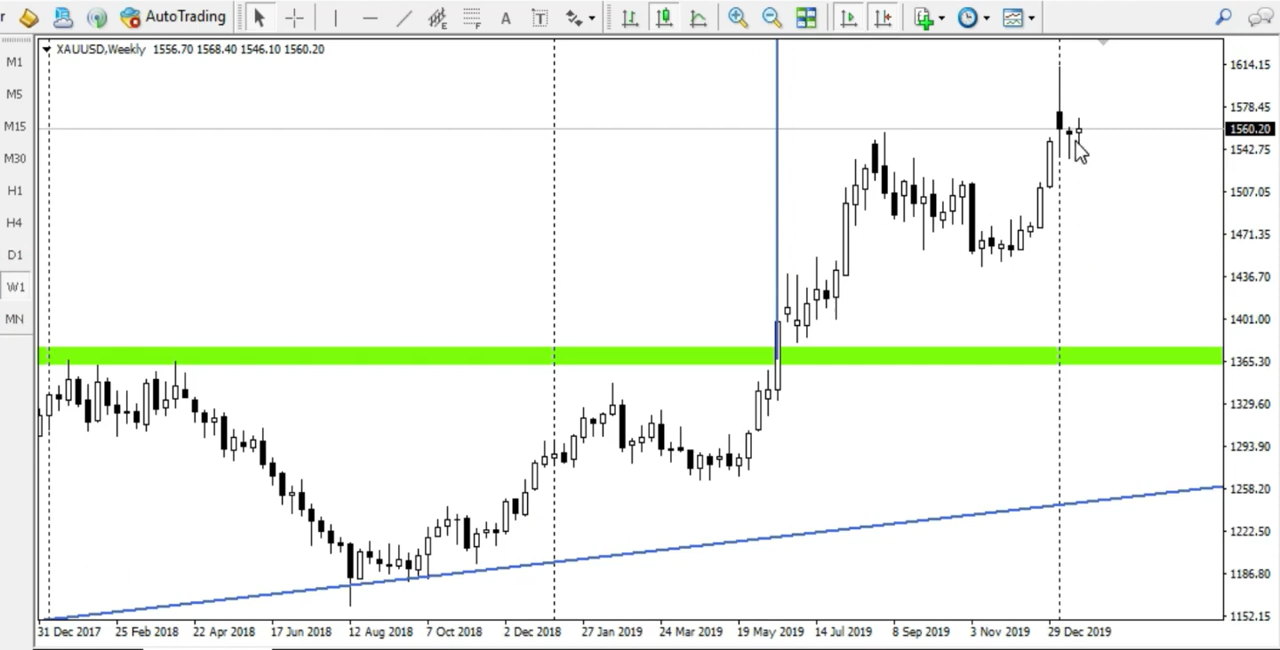 r AutoTrading A T E F
XAUUSD,Weekly 1556.70 1568.40 1546.10 1560.20
M1
M5
M15
M30
H1
H4
D1
W1
MN
1614.15
1578.45
1560.20
1542.75
1507.05
1471.35
1436.70
1401.00
1365.30
1329.60
1293.90
1258.20
1222.50
1186.80
1152.15
31 Dec 2017 25 Feb 2018 22 Apr 2018 17 Jun 2018 12 Aug 2018 7 Oct 2018 2 Dec 2018 27 Jan 2019 24 Mar 2019 19 May 2019 14 Jul 2019 8 Sep 2019 3 Nov 2019 29 Dec 2019